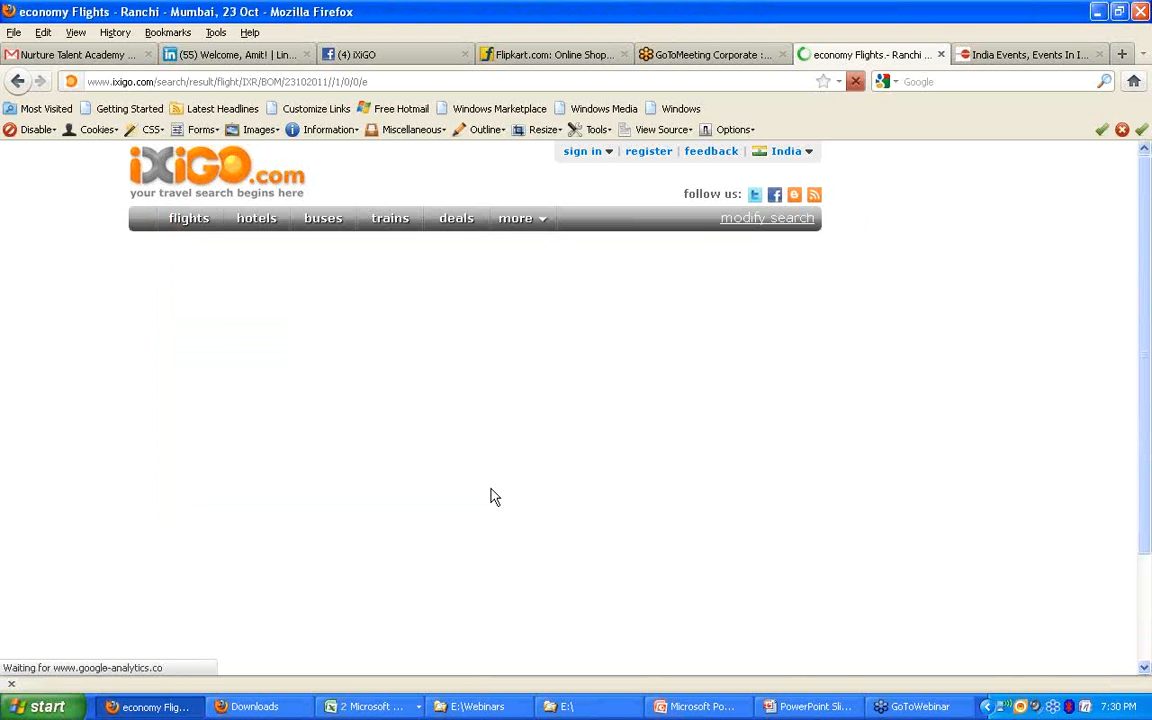 economy Flights - Ranchi - Mumbai, 23 Oct - Mozilla Firefox
File Edit View History Bookmarks Tools Help
Nurture Talent Academy ... (55) Welcome, Amit! | Lin... (4) iXiGO Flipkart.com: Online Shop... GoToMeeting Corporate : ... economy Flights - Ranchi ... India Events, Events In I...
www.ixigo.com/search/result/flight/IXR/BOM/23102011//1/0/0/e Google
Most Visited Getting Started Latest Headlines Customize Links Free Hotmail Windows Marketplace Windows Media Windows
Disable Cookies CSS Forms Images Information Miscellaneous Outline Resize Tools View Source Options
iXiGO.com
your travel search begins here
sign in register | feedback | India
follow us:
flights hotels buses trains deals more modify search
Waiting for www.google-analytics.co
start economy Flig... Downloads 2 Microsoft ... E:\Webinars E:\ Microsoft Po... PowerPoint Sli... GoToWebinar 7:30 PM